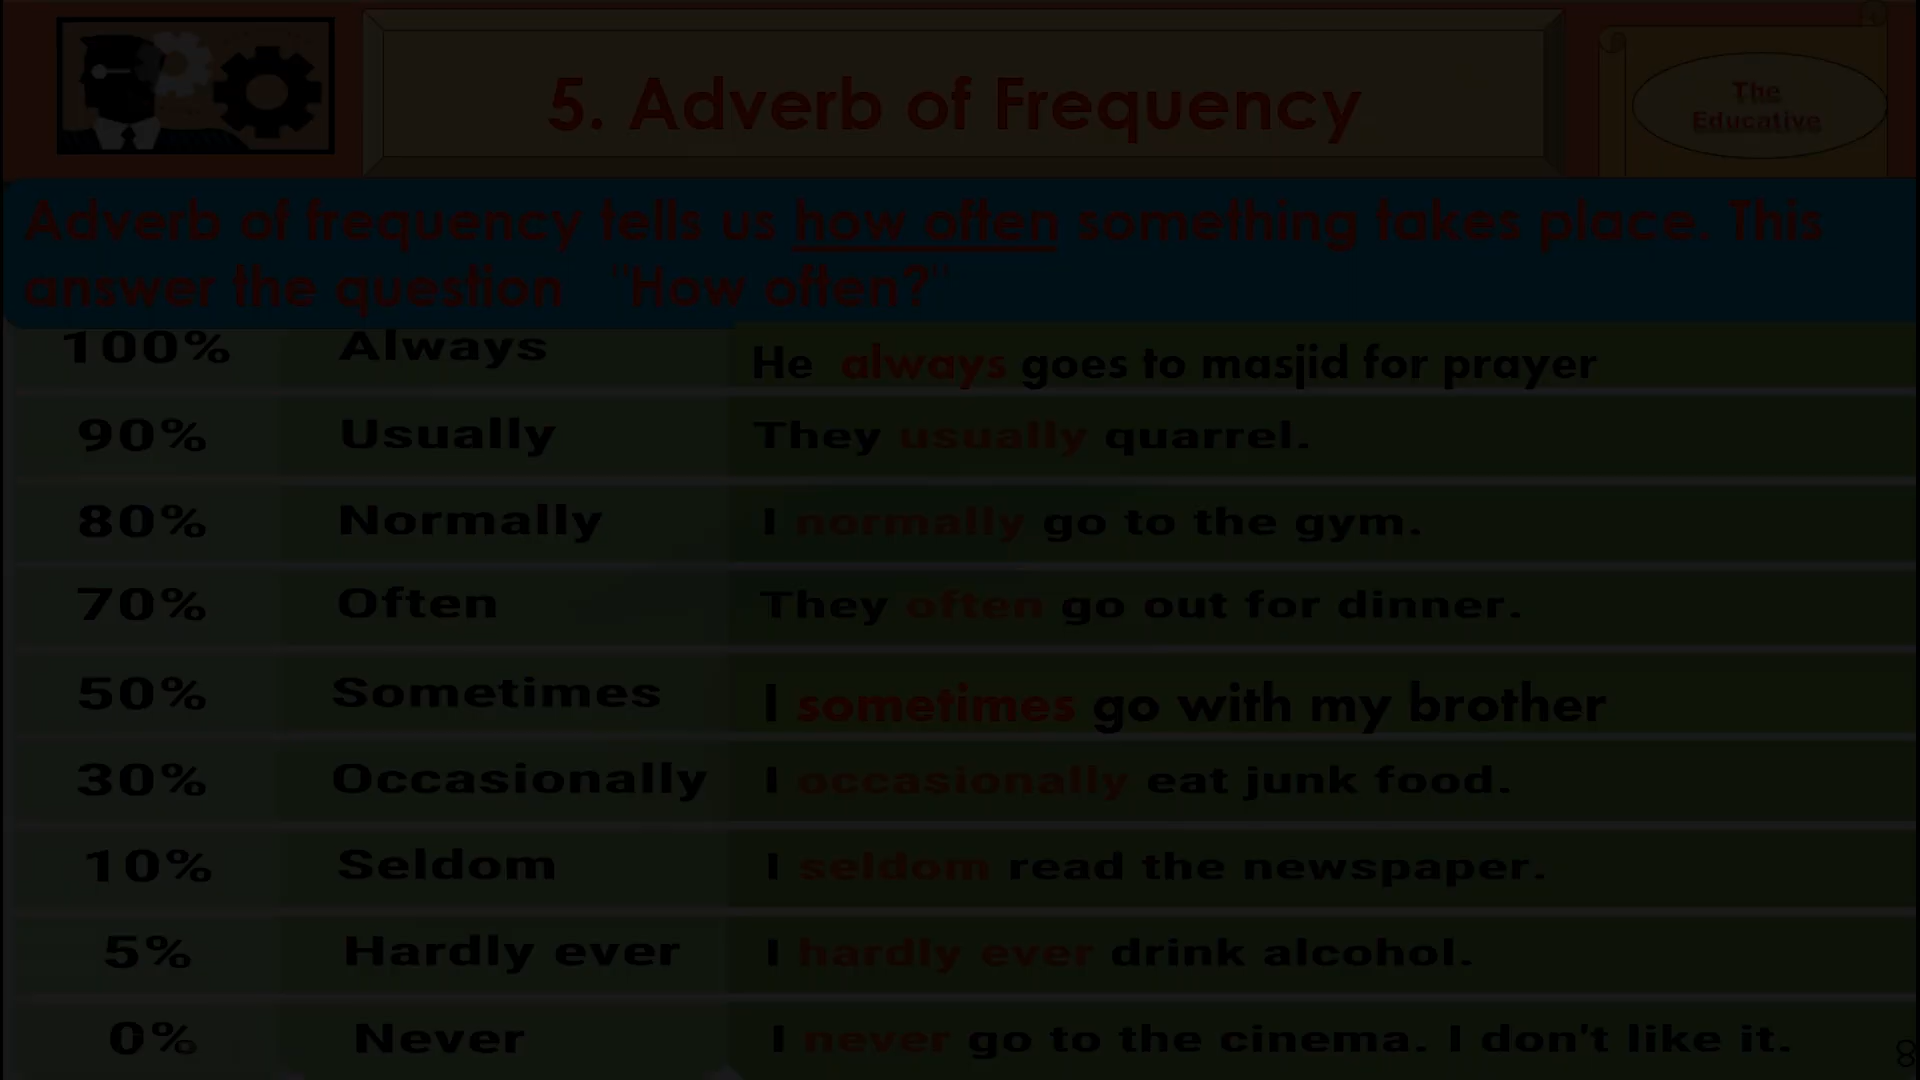 5. Adverb of Frequency
The
Educative
Adverb of frequency tells us how often something takes place. This
answer the question "How often?"
100% Always He always goes to masjid for prayer
90% Usually They usually quarrel.
80% Normally I normally go to the gym.
70% Often They often go out for dinner.
50% Sometimes I sometimes go with my brother
30% Occasionally I occasionally eat junk food.
10% Seldom I seldom read the newspaper.
5% Hardly ever I hardly ever drink alcohol.
0% Never I never go to the cinema. I don't like it.
8